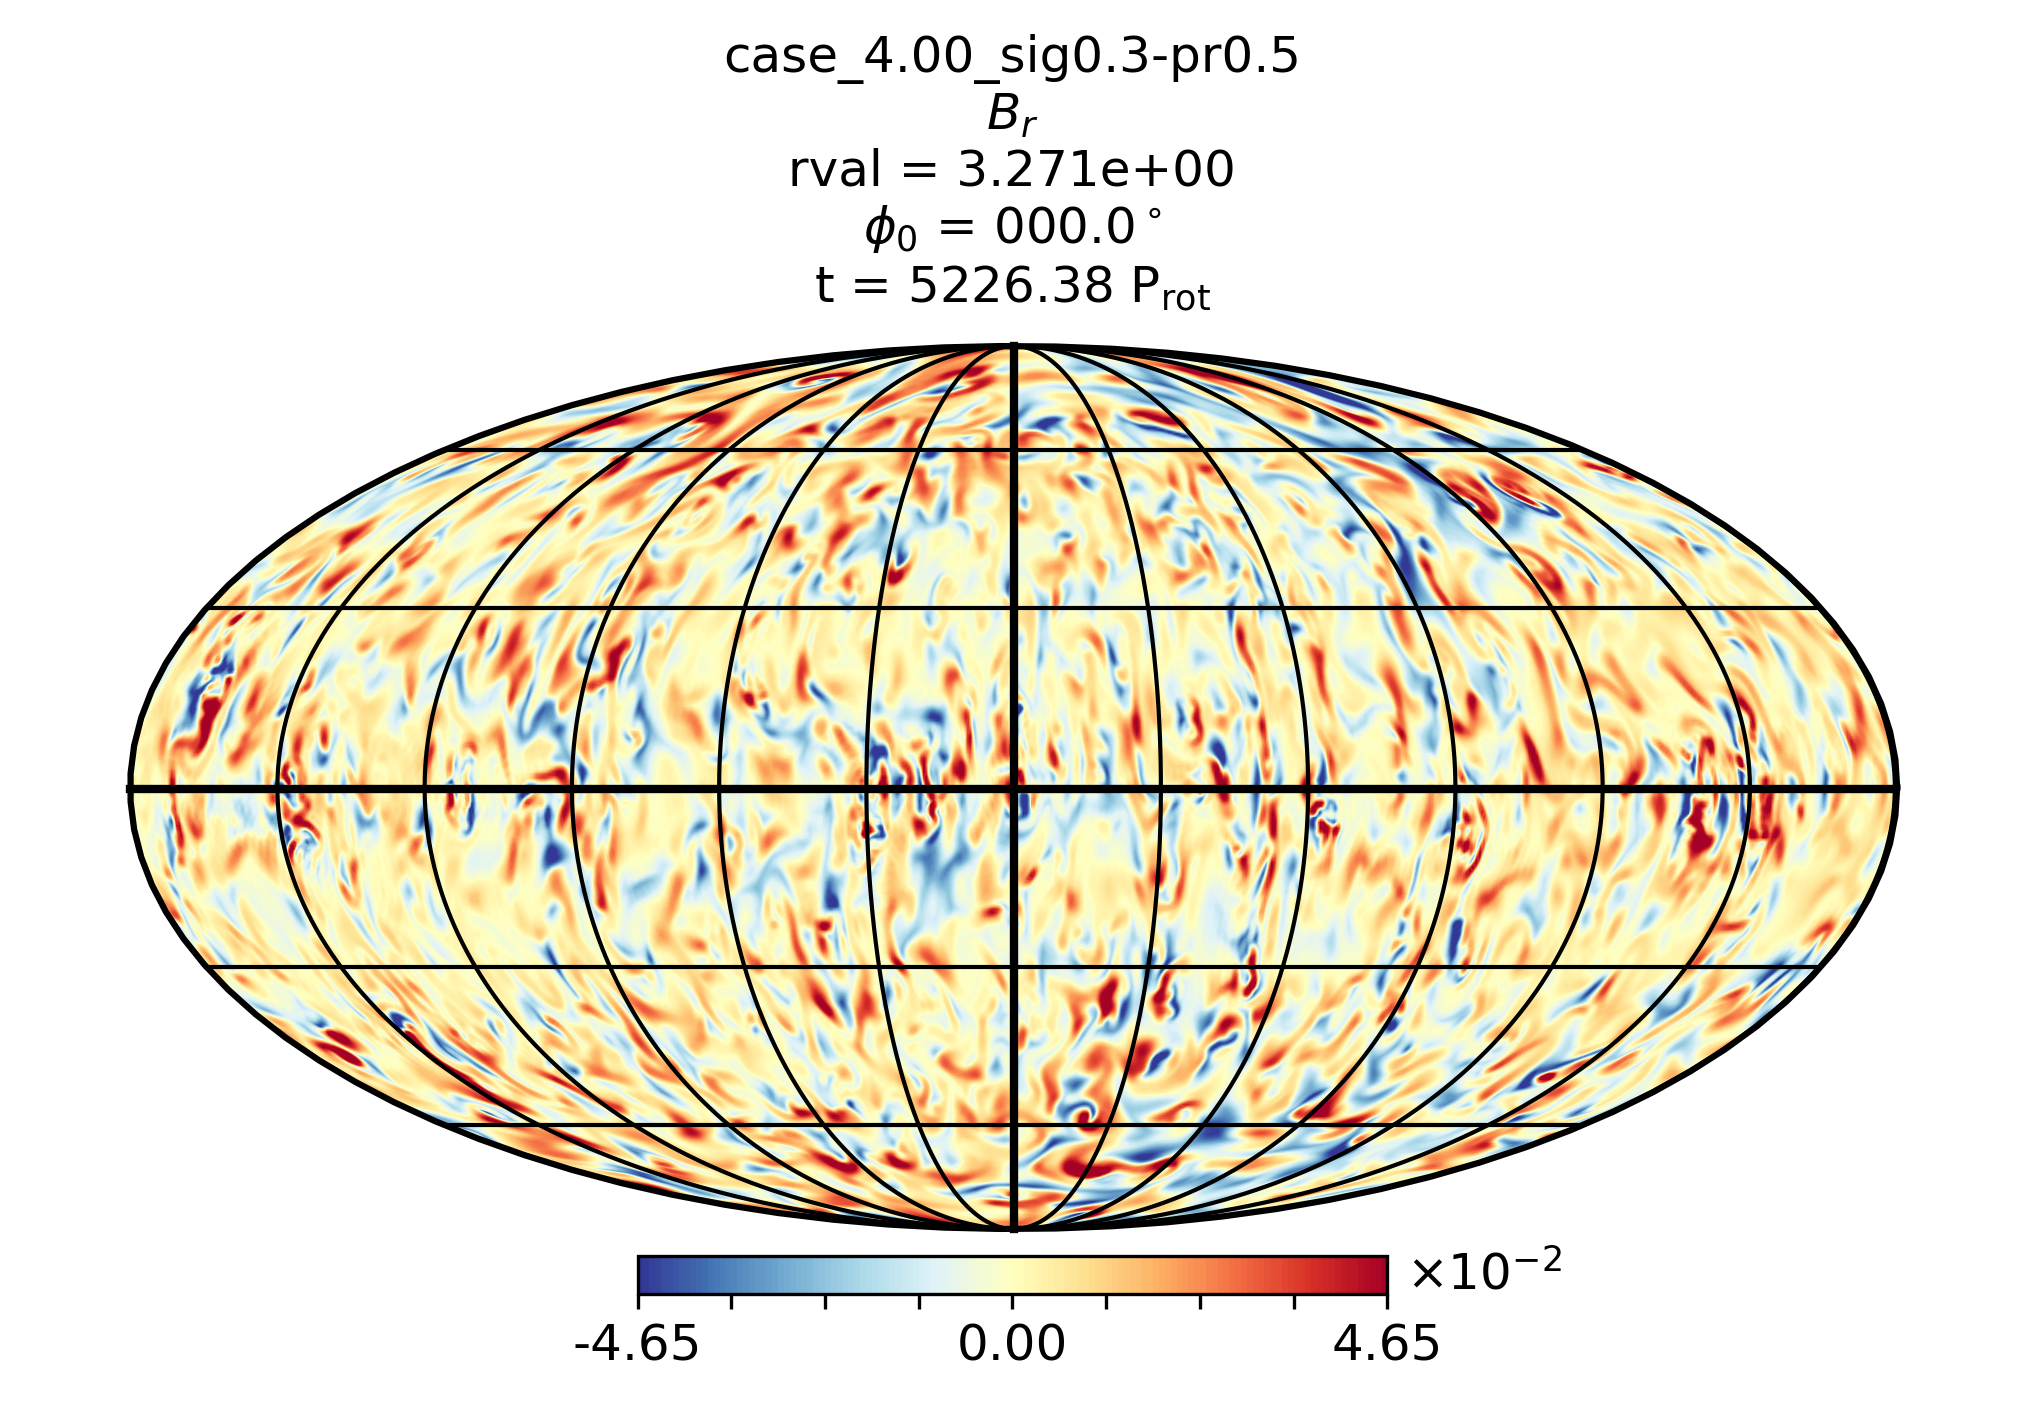 case_4.00_sig0.3-pr0.5
B_r
rval = 3.271e+00
ϕ₀ = 000.0°
t = 5226.38 P_rot
×10⁻²
-4.65 0.00 4.65